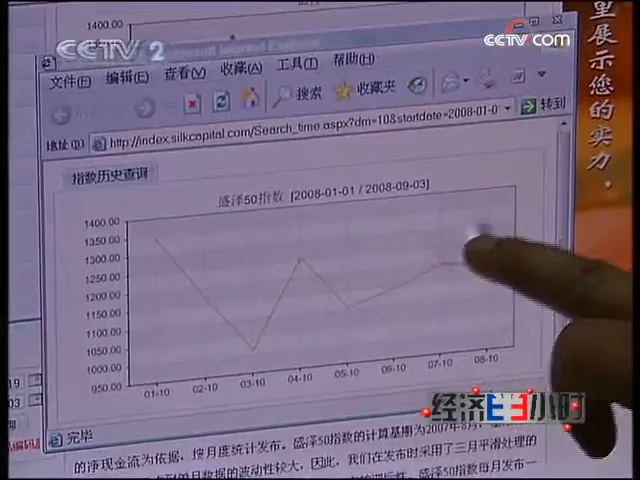 1400.00
CCTV 2
CCTV.COM
里展示您的实力，
文件(F) 编辑(E) 查看(V) 收藏(A) 工具(T) 帮助(H)
搜索 收藏夹
地址(D) http://index.silkcapital.com/Search_time.aspx?dm=10&startdate=2008-01-0 转到
指数历史查询
盛泽50指数 [2008-01-01 / 2008-09-03]
1400.00
1350.00
1300.00
1250.00
1200.00
1150.00
1100.00
1050.00
1000.00
950.00
01-10 02-10 03-10 04-10 05-10 06-10 07-10 08-10
完毕
经济半小时
的净现金流为依据，按月度统计发布。盛泽50指数的计算基期为2007年8月，
月数据的波动性较大，因此，我们在发布时采用了三月平滑处理的
盛泽50指数每月发布一